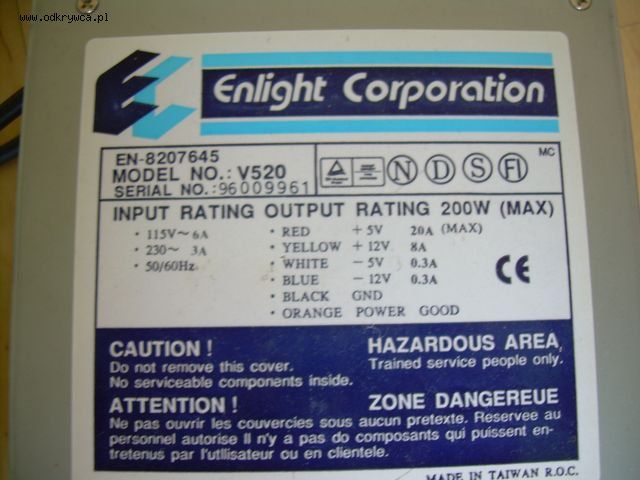 www.odkrywca.pl
Enlight Corporation
EN-8207645
MODEL NO.: V520
SERIAL NO.:96009961
N D S FI
MC
INPUT RATING OUTPUT RATING 200W (MAX)
· 115V~ 6A · RED + 5V 20A (MAX)
· 230~ 3A · YELLOW + 12V 8A
· 50/60Hz · WHITE - 5V 0.3A
· BLUE - 12V 0.3A
· BLACK GND
· ORANGE POWER GOOD
CE
CAUTION !
Do not remove this cover.
No serviceable components inside.
HAZARDOUS AREA,
Trained service people only.
ATTENTION ! ZONE DANGEREUE
Ne pas ouvrir les couvercies sous aucun pretexte. Reservee au
personnel autorise Il n'y a pas do composants qui puissent en-
tretenus par l'utllisateur ou en clientele.
MADE IN TAIWAN R.O.C.